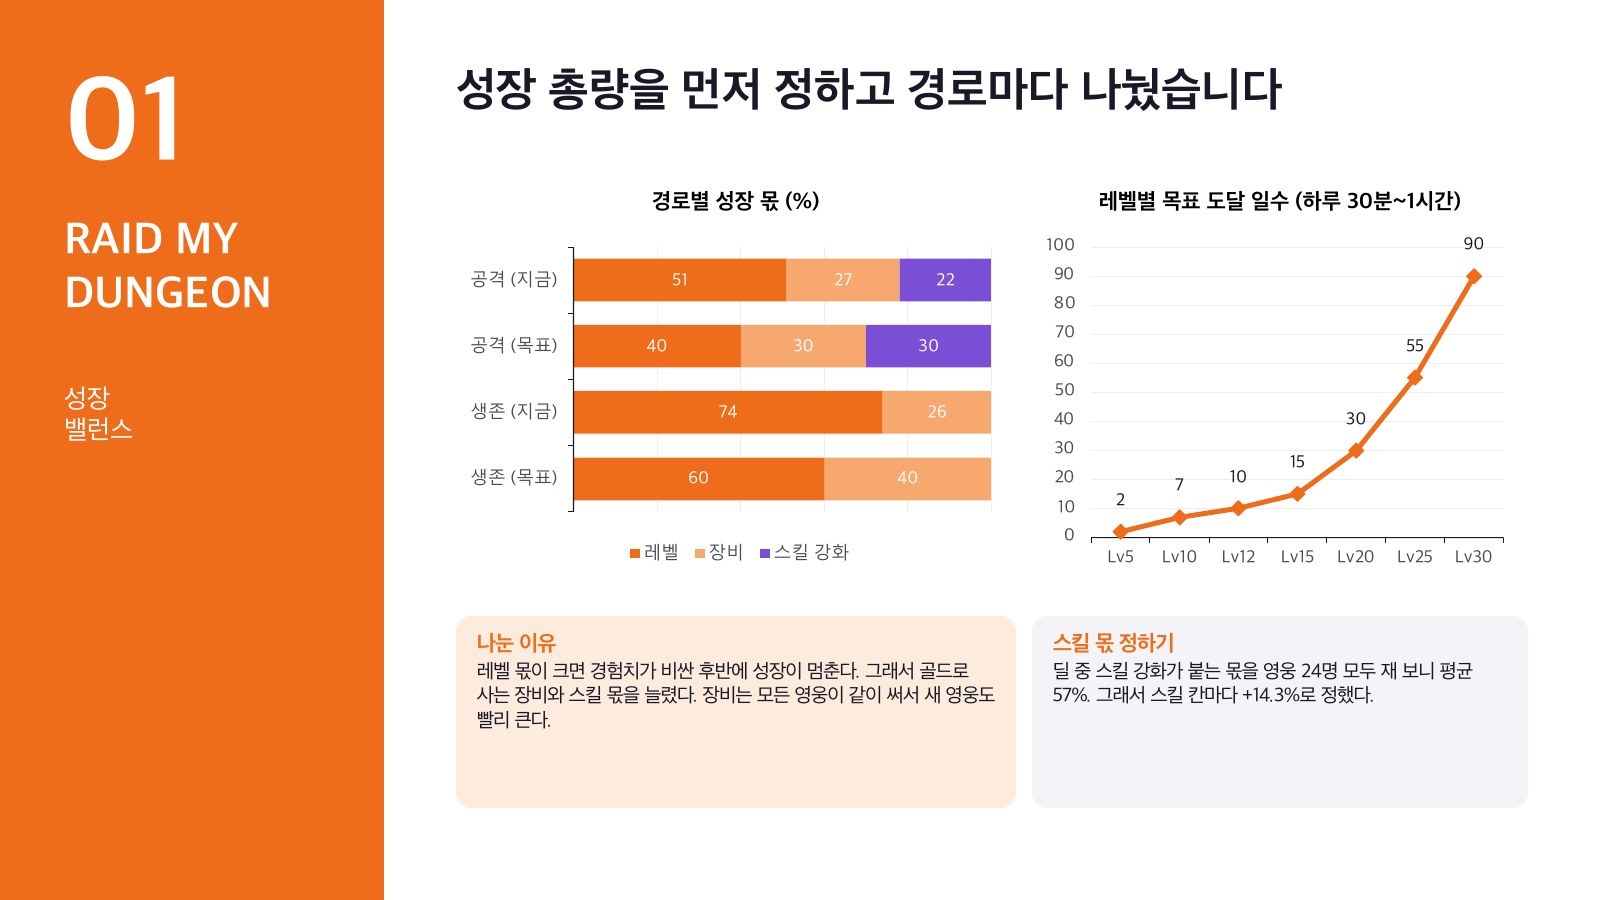 01
RAID MY
DUNGEON
성장
밸런스
성장 총량을 먼저 정하고 경로마다 나눴습니다
경로별 성장 몫 (%)
공격 (지금)
51
27
22
공격 (목표)
40
30
30
생존 (지금)
74
26
생존 (목표)
60
40
레벨
장비
스킬 강화
레벨별 목표 도달 일수 (하루 30분~1시간)
100
90
80
70
60
50
40
30
20
10
0
2
7
10
15
30
55
90
Lv5
Lv10
Lv12
Lv15
Lv20
Lv25
Lv30
나눈 이유
레벨 몫이 크면 경험치가 비싼 후반에 성장이 멈춘다. 그래서 골드로
사는 장비와 스킬 몫을 늘렸다. 장비는 모든 영웅이 같이 써서 새 영웅도
빨리 큰다.
스킬 몫 정하기
딜 중 스킬 강화가 붙는 몫을 영웅 24명 모두 재 보니 평균
57%. 그래서 스킬 칸마다 +14.3%로 정했다.